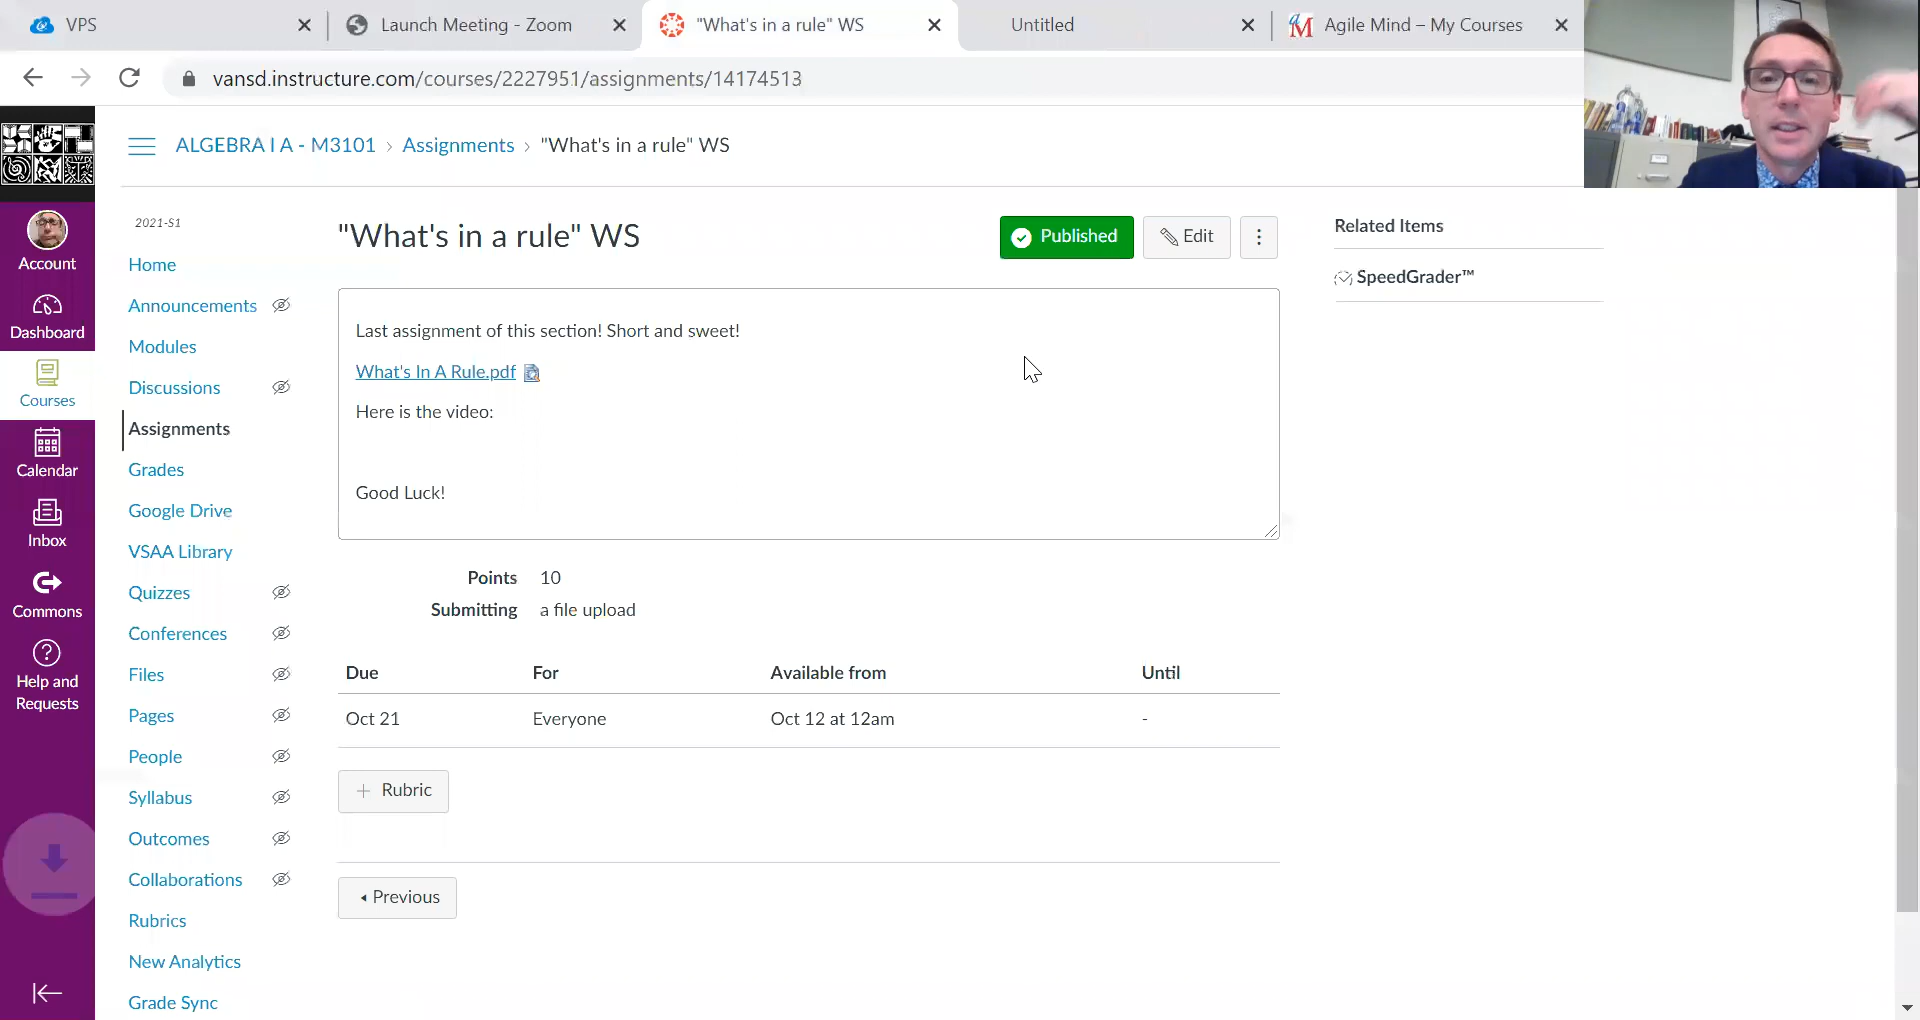 VPS
Launch Meeting - Zoom
"What's in a rule" WS
Untitled
Agile Mind – My Courses
vansd.instructure.com/courses/2227951/assignments/14174513
ALGEBRA I A - M3101 › Assignments › "What's in a rule" WS
Account
Dashboard
Courses
Calendar
Inbox
Commons
Help and
Requests
2021-S1
Home
Announcements
Modules
Discussions
Assignments
Grades
Google Drive
VSAA Library
Quizzes
Conferences
Files
Pages
People
Syllabus
Outcomes
Collaborations
Rubrics
New Analytics
Grade Sync
"What's in a rule" WS
Published
Edit
Last assignment of this section! Short and sweet!
What's In A Rule.pdf
Here is the video:
Good Luck!
Points 10
Submitting a file upload
Due For Available from Until
Oct 21 Everyone Oct 12 at 12am -
+ Rubric
Previous
Related Items
SpeedGrader™